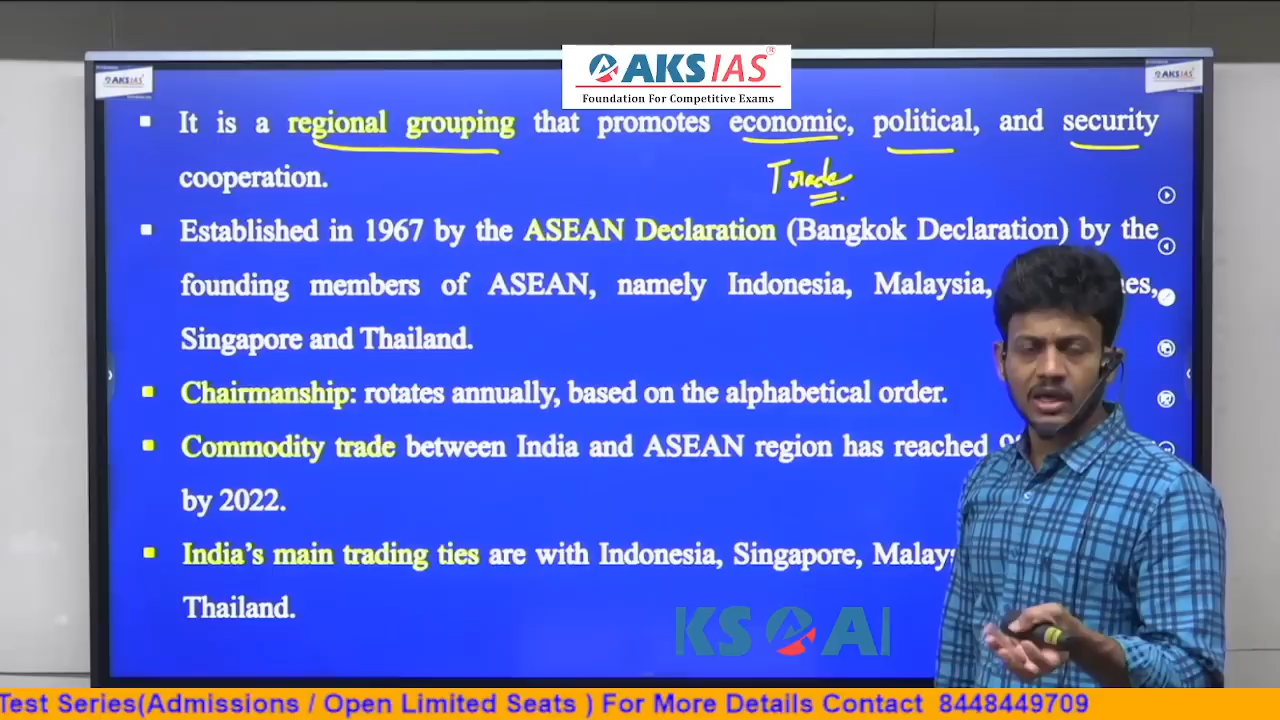 AKS IAS®
Foundation For Competitive Exams
AKSIAS
AKSIAS
▪ It is a regional grouping that promotes economic, political, and security
cooperation.
Trade
▪ Established in 1967 by the ASEAN Declaration (Bangkok Declaration) by the
founding members of ASEAN, namely Indonesia, Malaysia,
Singapore and Thailand.
▪ Chairmanship: rotates annually, based on the alphabetical order.
▪ Commodity trade between India and ASEAN region has reached
by 2022.
▪ India's main trading ties are with Indonesia, Singapore,
Thailand.
Test Series(Admissions / Open Limited Seats ) For More Details Contact 8448449709